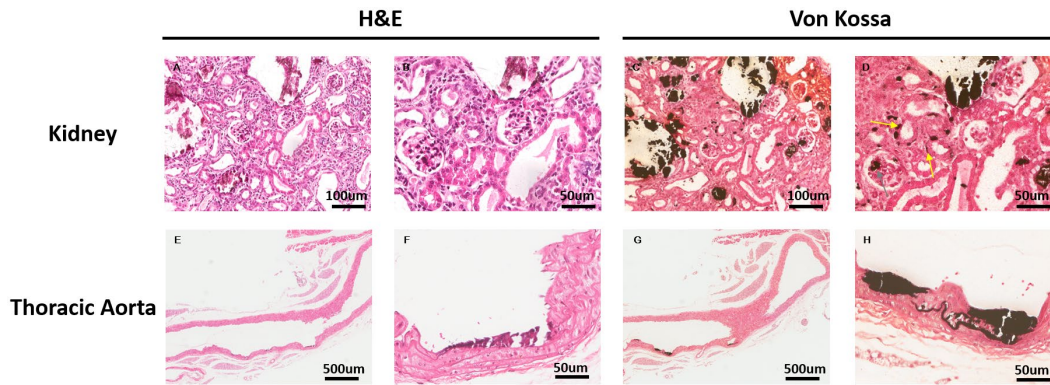 H&E Von Kossa
Kidney
A B C D
100um 50um 100um 50um
Thoracic Aorta
E F G H
500um 50um 500um 50um